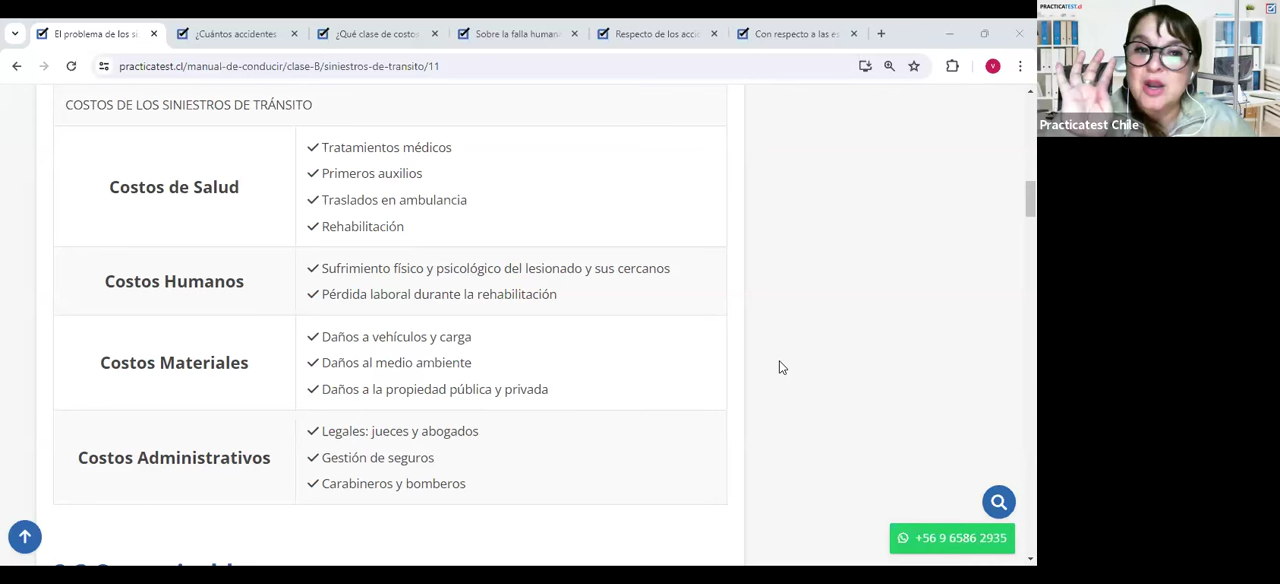 El problema de los si
¿Cuántos accidentes
¿Qué clase de costos
Sobre la falla human
Respecto de los acci
Con respecto a las e
practicatest.cl/manual-de-conducir/clase-B/siniestros-de-transito/11
V
PRACTICATEST.cl
Practicatest Chile
COSTOS DE LOS SINIESTROS DE TRÁNSITO
Costos de Salud
Tratamientos médicos
Primeros auxilios
Traslados en ambulancia
Rehabilitación
Costos Humanos
Sufrimiento físico y psicológico del lesionado y sus cercanos
Pérdida laboral durante la rehabilitación
Costos Materiales
Daños a vehículos y carga
Daños al medio ambiente
Daños a la propiedad pública y privada
Costos Administrativos
Legales: jueces y abogados
Gestión de seguros
Carabineros y bomberos
+56 9 6586 2935